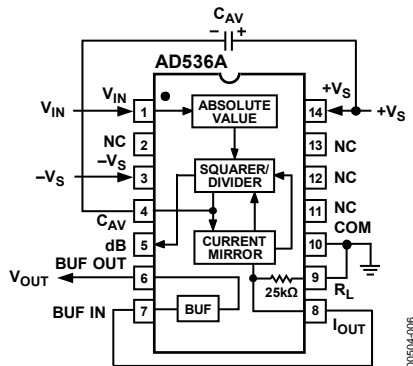 CAV
− +
AD536A
VIN
VIN
1
ABSOLUTE
VALUE
14
+VS
+VS
NC
2
13
NC
−VS
−VS
3
SQUARER/
DIVIDER
12
NC
4
CAV
11
NC
COM
dB
5
CURRENT
MIRROR
10
BUF OUT
VOUT
6
25kΩ
9
RL
BUF IN
7
BUF
8
IOUT
00504-006